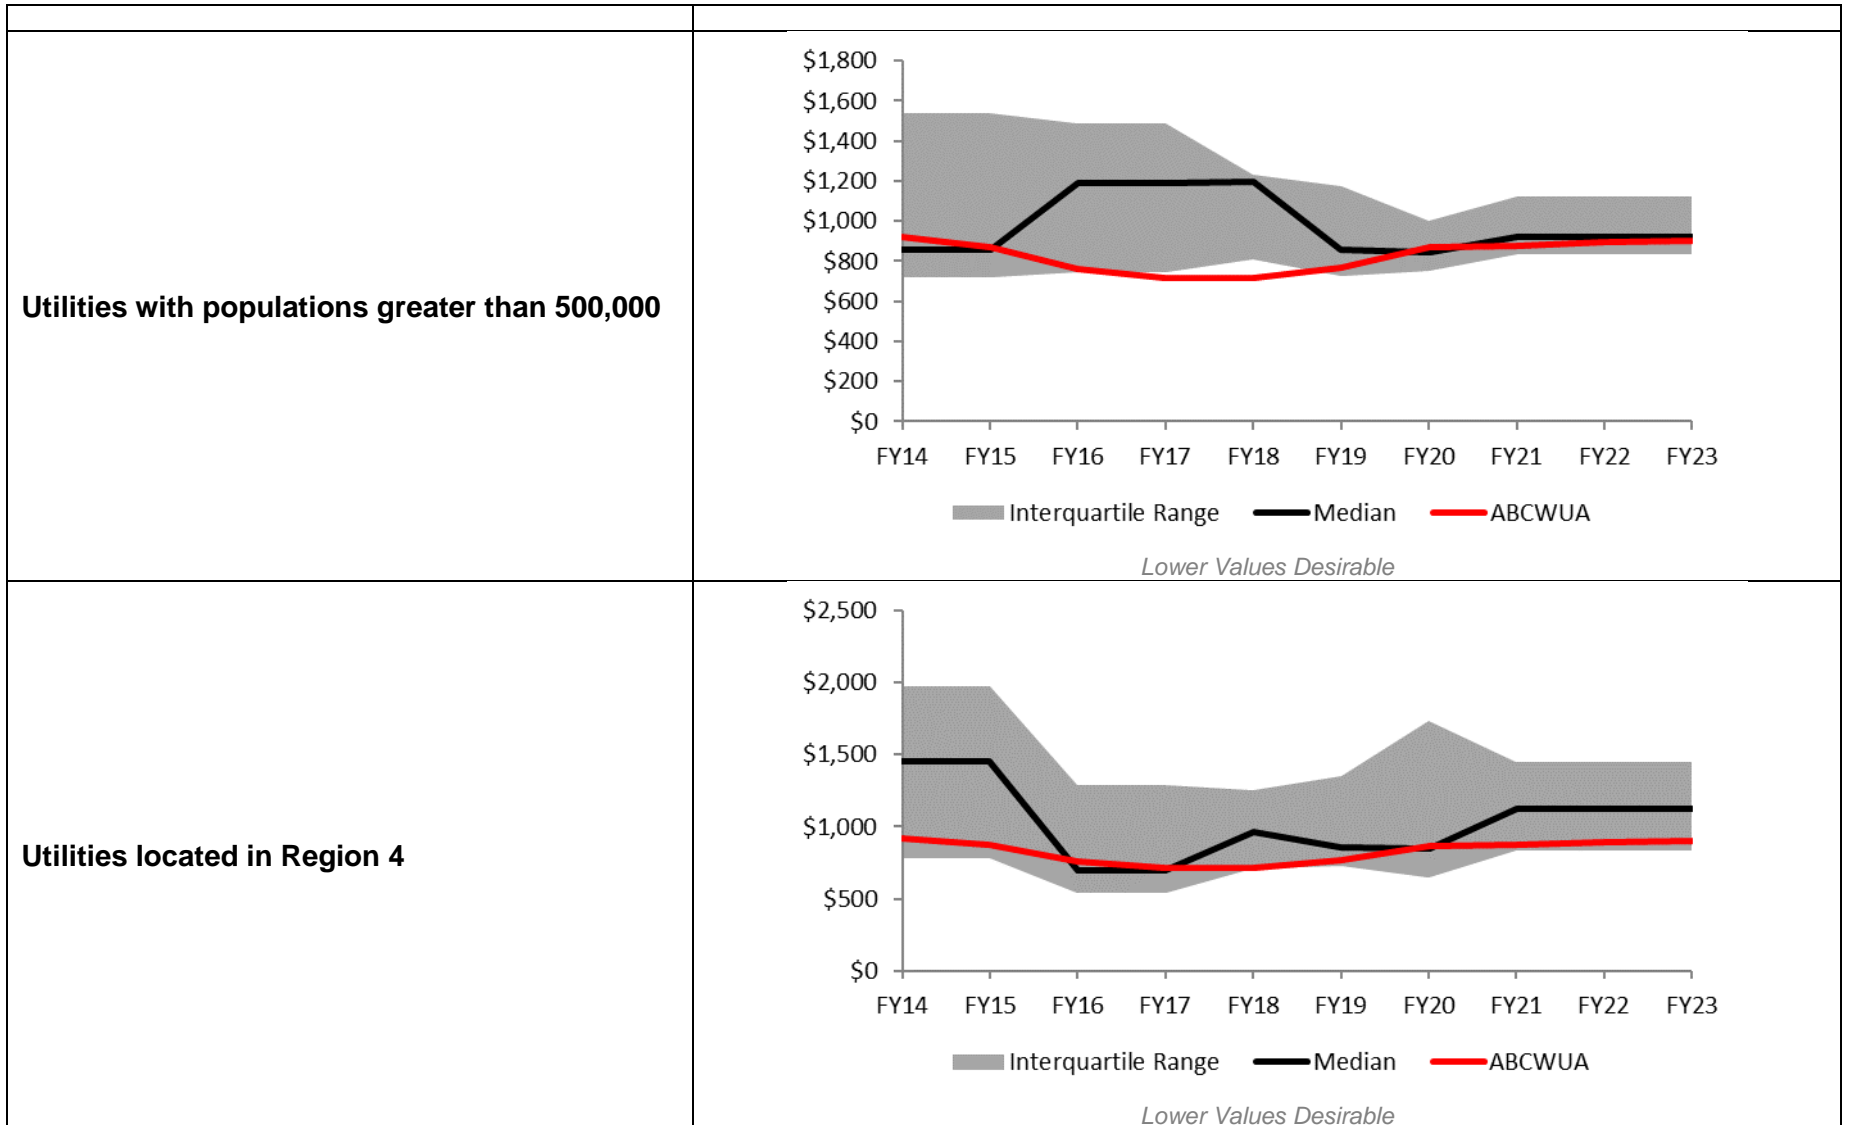 Utilities with populations greater than 500,000
$1,800
$1,600
$1,400
$1,200
$1,000
$800
$600
$400
$200
$0
FY14 FY15 FY16 FY17 FY18 FY19 FY20 FY21 FY22 FY23
Interquartile Range Median ABCWUA
Lower Values Desirable
Utilities located in Region 4
$2,500
$2,000
$1,500
$1,000
$500
$0
FY14 FY15 FY16 FY17 FY18 FY19 FY20 FY21 FY22 FY23
Interquartile Range Median ABCWUA
Lower Values Desirable